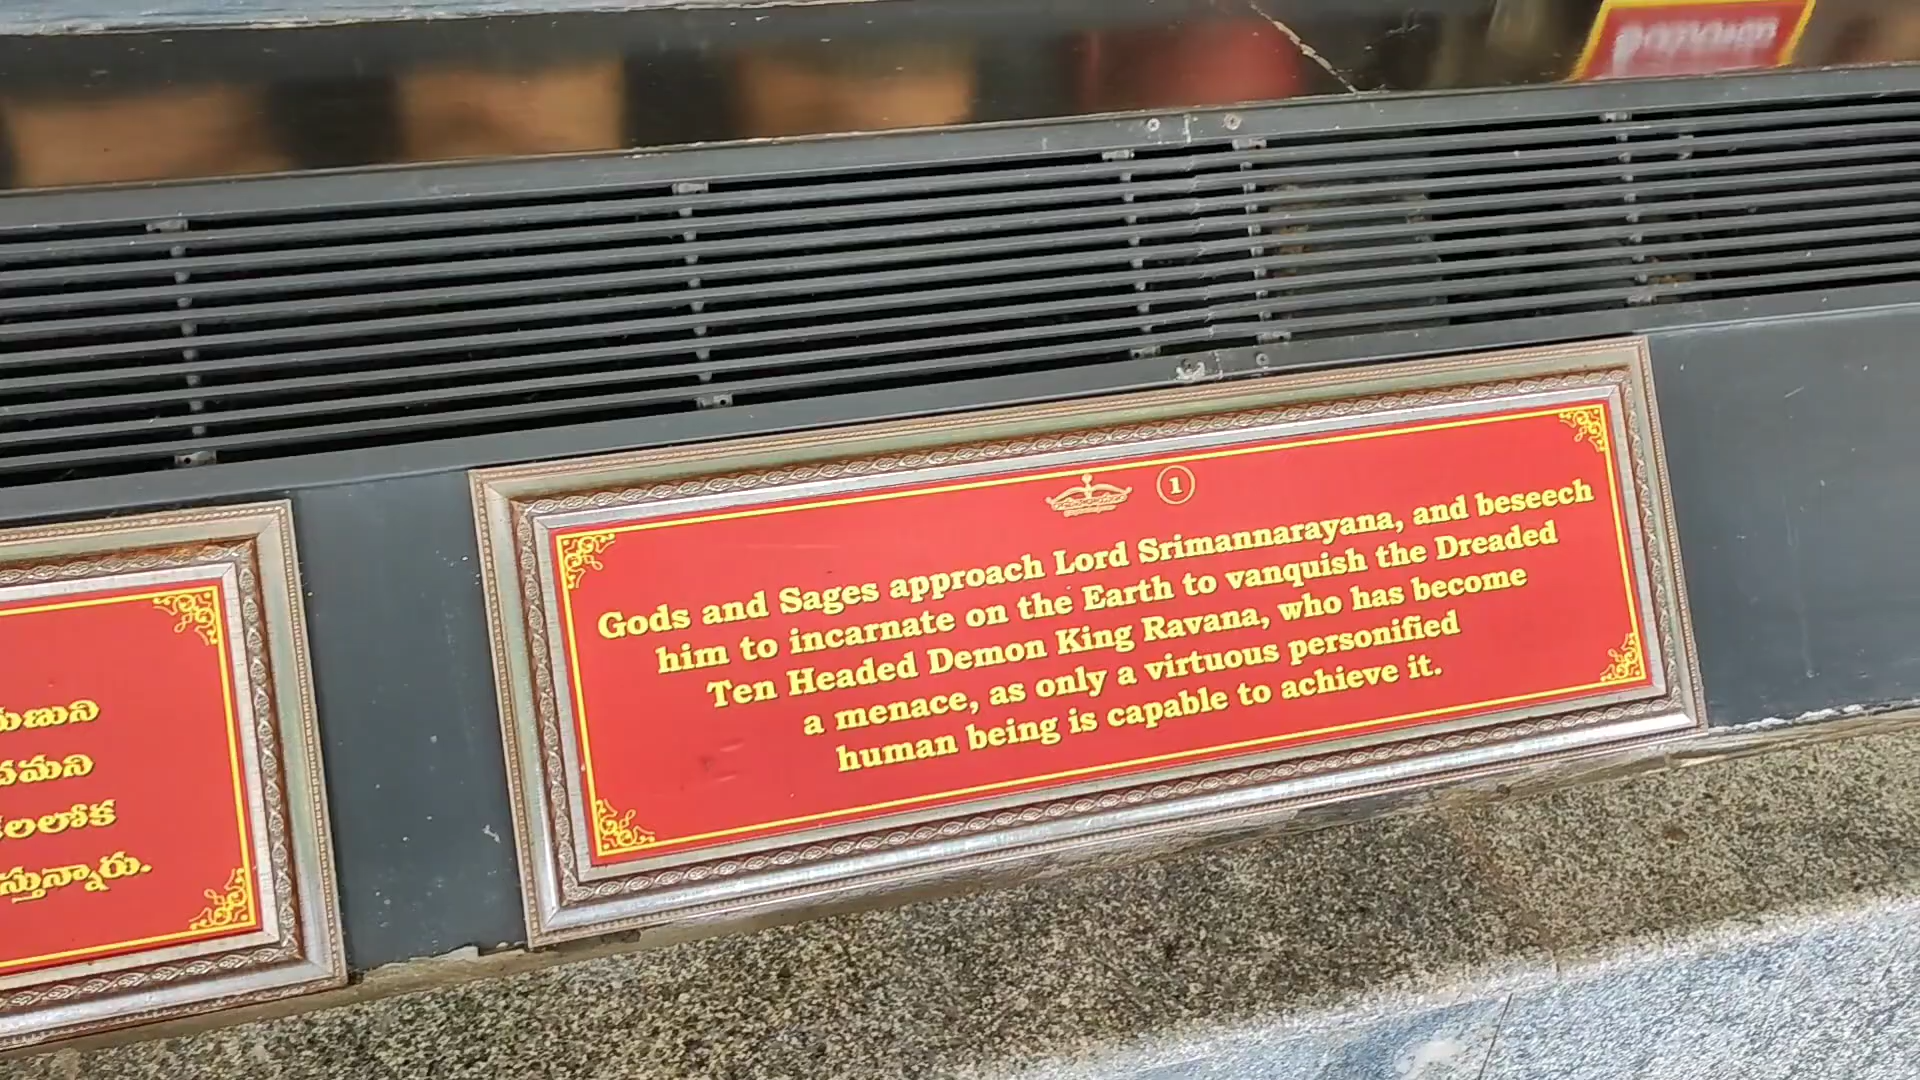 ఽస్తున్నారు.
1
Gods and Sages approach Lord Srimannarayana, and beseech
him to incarnate on the Earth to vanquish the Dreaded
Ten Headed Demon King Ravana, who has become
a menace, as only a virtuous personified
human being is capable to achieve it.